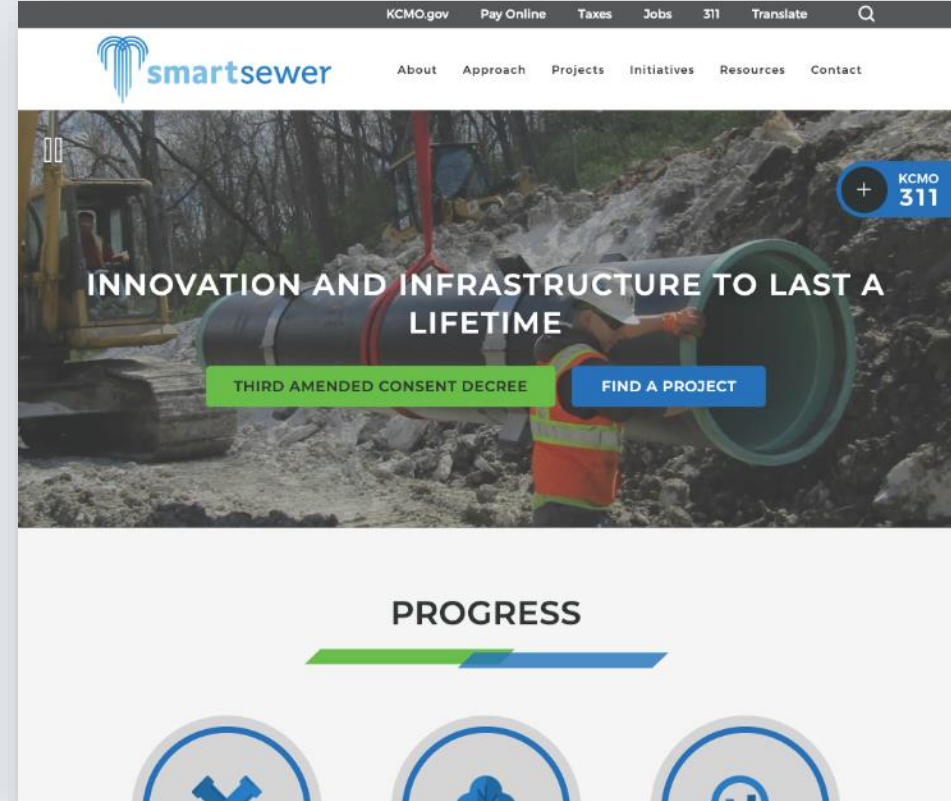 KCMO.gov Pay Online Taxes Jobs 311 Translate
smartsewer
About Approach Projects Initiatives Resources Contact
KCMO
311
INNOVATION AND INFRASTRUCTURE TO LAST A
LIFETIME
THIRD AMENDED CONSENT DECREE FIND A PROJECT
PROGRESS